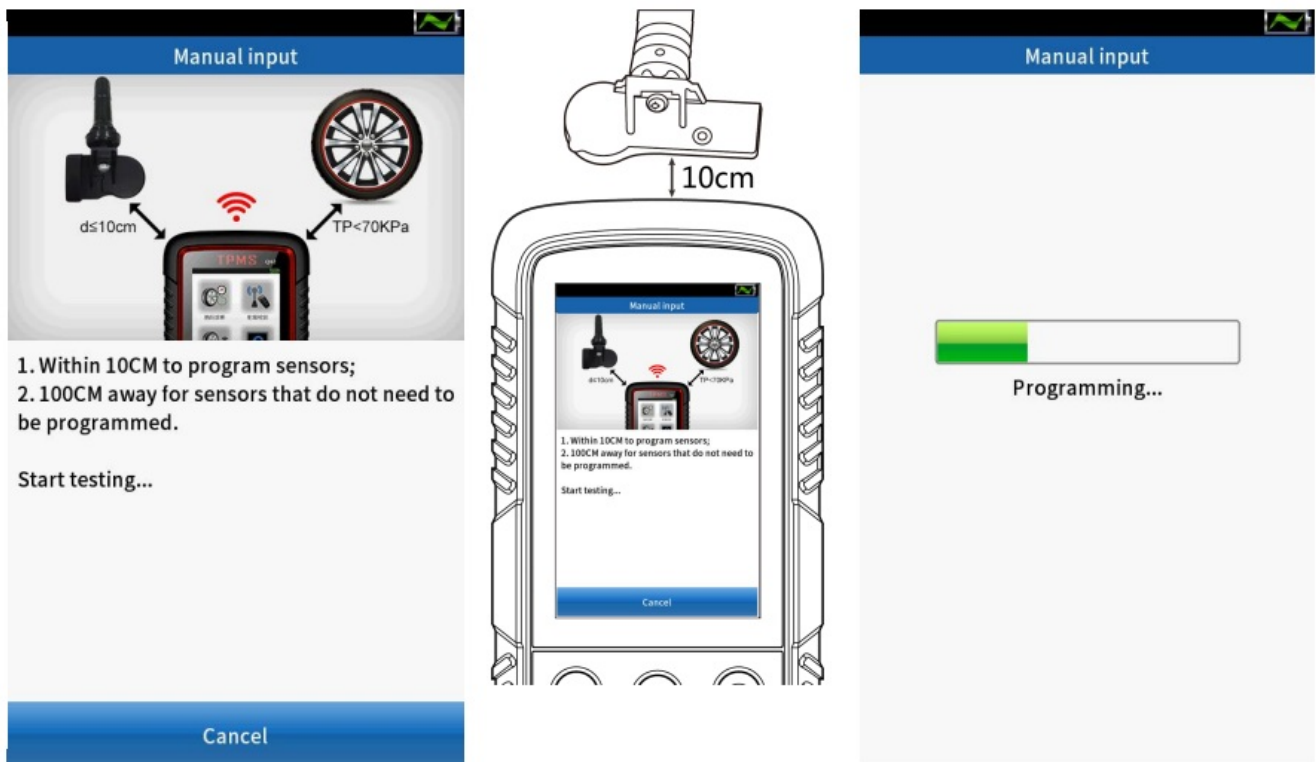 Manual input
d≤10cm
TP<70KPa
TPMS
1. Within 10CM to program sensors;
2. 100CM away for sensors that do not need to
be programmed.
Start testing...
Cancel
10cm
Manual input
d≤10cm
TP<70KPa
1. Within 10CM to program sensors;
2. 100CM away for sensors that do not need to
be programmed.
Start testing...
Cancel
Manual input
Programming...